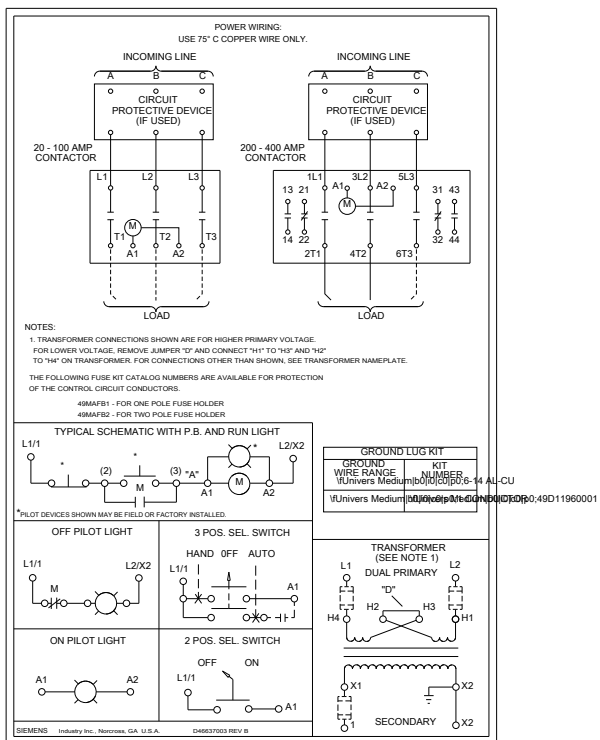 POWER WIRING:
USE 75° C COPPER WIRE ONLY.
INCOMING LINE
A B C
CIRCUIT
PROTECTIVE DEVICE
(IF USED)
20 - 100 AMP
CONTACTOR
L1 L2 L3
M
T1 T2 T3
A1 A2
LOAD
INCOMING LINE
A B C
CIRCUIT
PROTECTIVE DEVICE
(IF USED)
200 - 400 AMP
CONTACTOR
1L1 3L2 5L3
13 21 A1 A2 31 43
M
14 22 32 44
2T1 4T2 6T3
LOAD
NOTES:
1. TRANSFORMER CONNECTIONS SHOWN ARE FOR HIGHER PRIMARY VOLTAGE.
FOR LOWER VOLTAGE, REMOVE JUMPER "D" AND CONNECT "H1" TO "H3" AND "H2"
TO "H4" ON TRANSFORMER. FOR CONNECTIONS OTHER THAN SHOWN, SEE TRANSFORMER NAMEPLATE.
THE FOLLOWING FUSE KIT CATALOG NUMBERS ARE AVAILABLE FOR PROTECTION
OF THE CONTROL CIRCUIT CONDUCTORS.
49MAFB1 - FOR ONE POLE FUSE HOLDER
49MAFB2 - FOR TWO POLE FUSE HOLDER
TYPICAL SCHEMATIC WITH P.B. AND RUN LIGHT
L1/1 * L2/X2
* (2) * (3) "A" A1 M A2
M
*PILOT DEVICES SHOWN MAY BE FIELD OR FACTORY INSTALLED.
GROUND LUG KIT
GROUND
WIRE RANGE
KIT
NUMBER
\fUnivers Medium|b0|i0|c0|p0;6-14 AL-CU
\fUnivers Medium
49D11960001
OFF PILOT LIGHT
L1/1 L2/X2
M
3 POS. SEL. SWITCH
HAND 0FF AUTO
L1/1
A1
TRANSFORMER
(SEE NOTE 1)
L1 DUAL PRIMARY L2
"D"
H4 H2 H3 H1
X1 X2
SECONDARY
1 X2
ON PILOT LIGHT
A1 A2
2 POS. SEL. SWITCH
OFF ON
L1/1
A1
SIEMENS Industry Inc., Norcross, GA U.S.A. D46637003 REV B